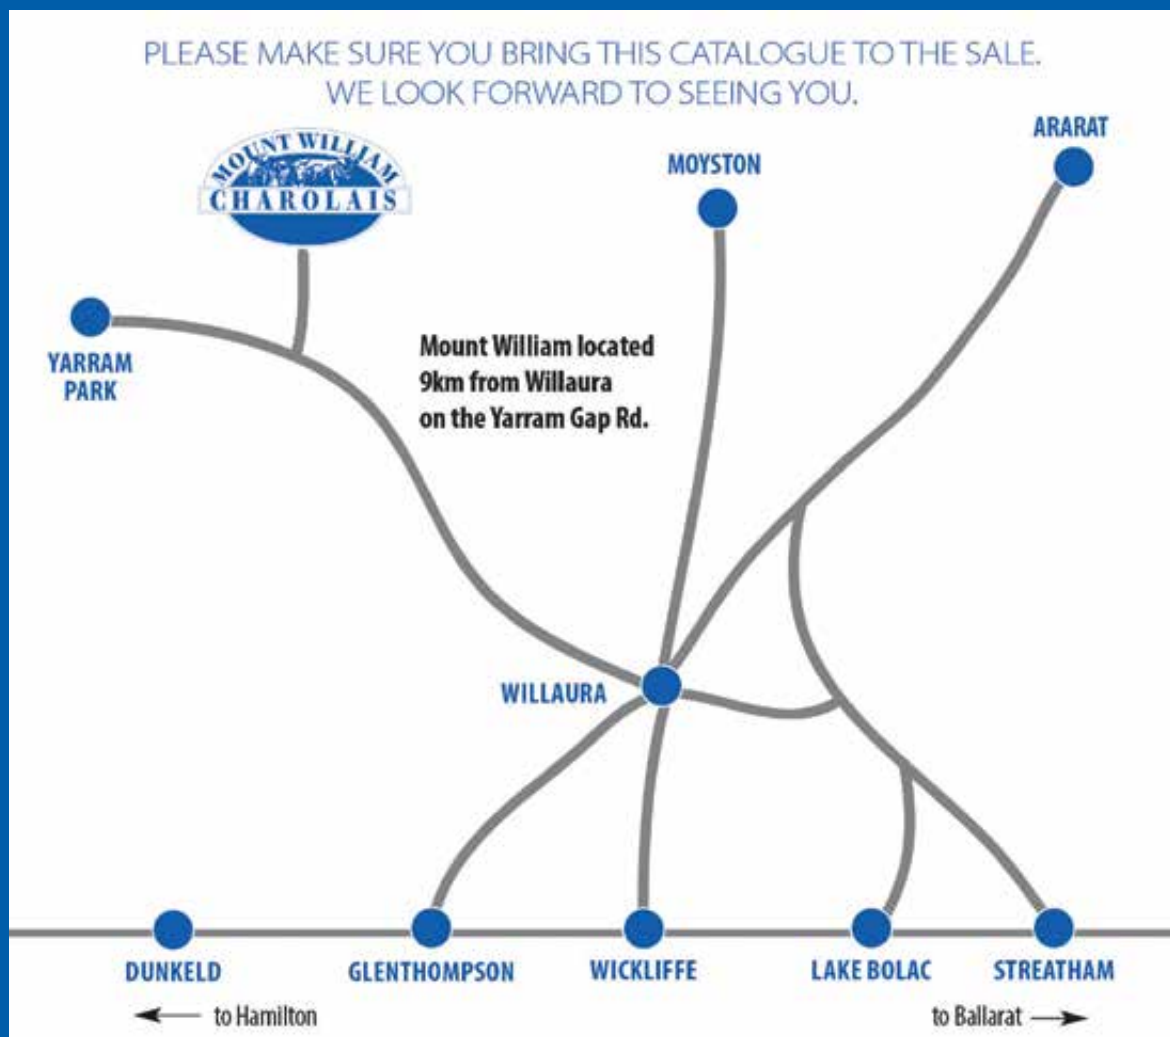 PLEASE MAKE SURE YOU BRING THIS CATALOGUE TO THE SALE.
WE LOOK FORWARD TO SEEING YOU.
ARARAT
MOUNT WILLIAM
CHAROLAIS
MOYSTON
YARRAM
PARK
Mount William located
9km from Willaura
on the Yarram Gap Rd.
WILLAURA
DUNKELD
GLENTHOMPSON
WICKLIFFE
LAKE BOLAC
STREATHAM
to Hamilton
to Ballarat